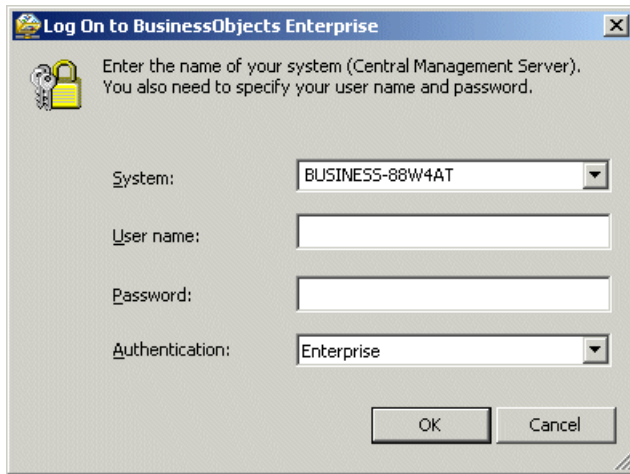 Log On to BusinessObjects Enterprise
Enter the name of your system (Central Management Server).
You also need to specify your user name and password.
System: BUSINESS-88W4AT
User name:
Password:
Authentication: Enterprise
OK Cancel